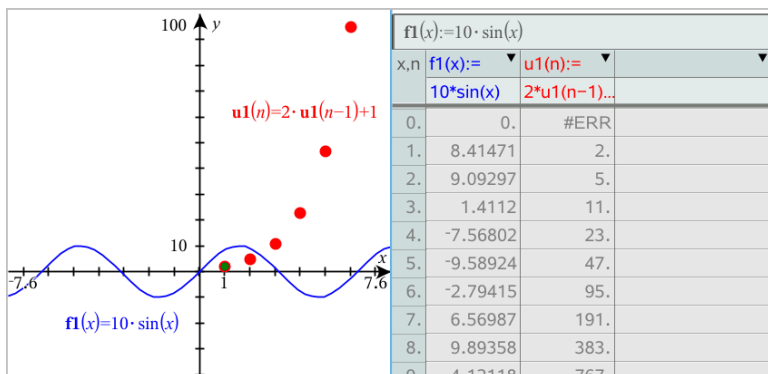 100
y
u1(n)=2·u1(n−1)+1
10
x
-7.6
1
7.6
f1(x)=10·sin(x)
f1(x):=10·sin(x)
x,n f1(x):= ▼ u1(n):= ▼ ▼
10*sin(x) 2*u1(n−1)...
0. 0. #ERR
1. 8.41471 2.
2. 9.09297 5.
3. 1.4112 11.
4. -7.56802 23.
5. -9.58924 47.
6. -2.79415 95.
7. 6.56987 191.
8. 9.89358 383.